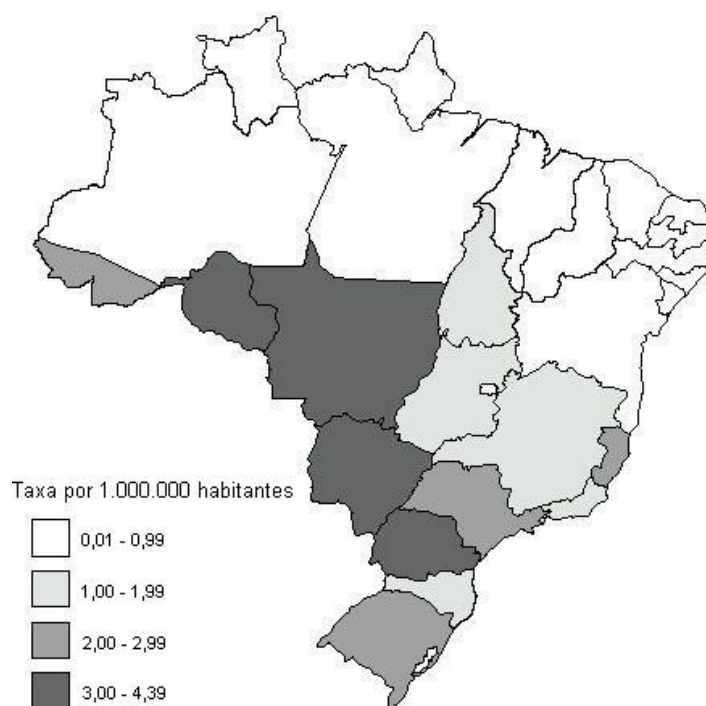 Taxa por 1.000.000 habitantes
0,01 - 0,99
1,00 - 1,99
2,00 - 2,99
3,00 - 4,39